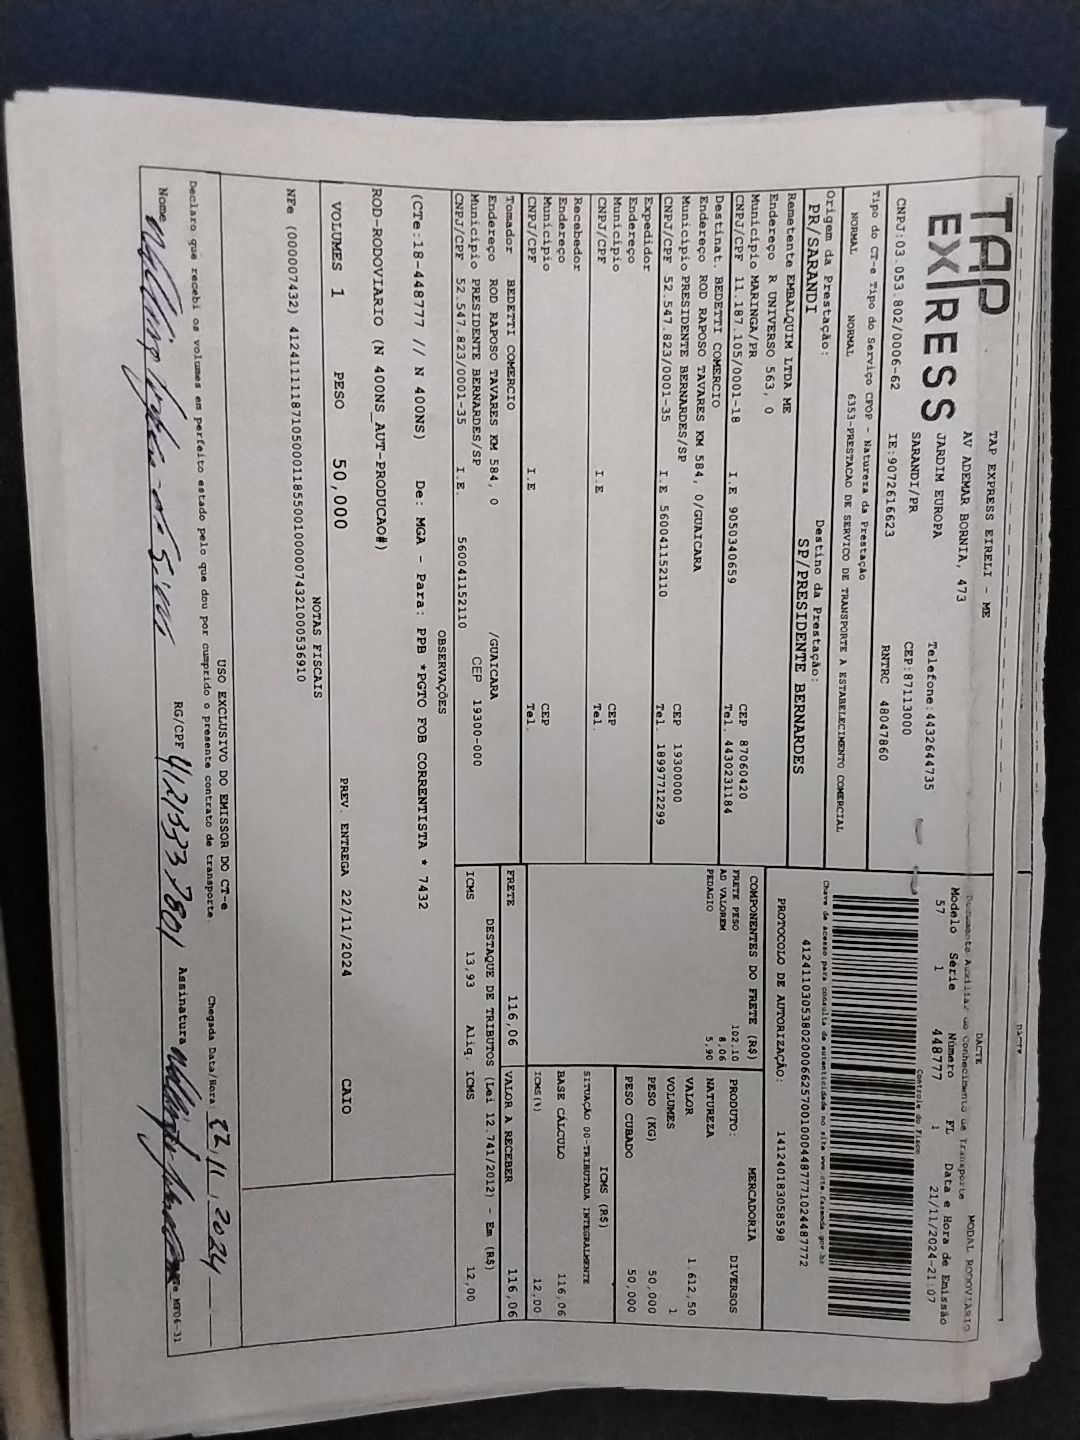 TAP
EXPRESS
TAP EXPRESS EIRELI - ME
AV ADEMAR BORNIA, 473
JARDIM EUROPA
SARANDI/PR
Telefone:4432644735
CEP:87113000
CNPJ:03.053.802/0006-62 IE:9072616623 RNTRC 48047860
DACTE
DACTE
Documento Auxiliar do Conhecimento de Transporte MODAL RODOVIARIO
Modelo Série Número FL Data e Hora de Emissão
57 1 448777 1 21/11/2024-21:07
Controle do Fisco
Tipo do CT-e Tipo do Serviço CFOP - Natureza da Prestação
NORMAL NORMAL 6353-PRESTACAO DE SERVICO DE TRANSPORTE A ESTABELECIMENTO COMERCIAL
Chave de acesso para consulta de autenticidade no site www.cte.fazenda.gov.br
PROTOCOLO DE AUTORIZAÇÃO: 141240183058598
Origem da Prestação: Destino da Prestação:
PR/SARANDI SP/PRESIDENTE BERNARDES
Remetente EMBALQUIM LTDA ME
Endereço R UNIVERSO 563, 0
Município MARINGA/PR CEP 87060420
CNPJ/CPF 11.187.105/0001-18 I.E 9050340659 Tel. 4430231184
Destinat. BEDETTI COMERCIO
Endereço ROD RAPOSO TAVARES KM 584, 0/GUAICARA
Município PRESIDENTE BERNARDES/SP CEP 19300000
CNPJ/CPF 52.547.823/0001-35 I.E 560041152110 Tel. 18997712299
Expedidor
Endereço
Município CEP
CNPJ/CPF I.E Tel.
Recebedor
Endereço
Município CEP
CNPJ/CPF I.E Tel.
Tomador BEDETTI COMERCIO
Endereço ROD RAPOSO TAVARES KM 584, 0 /GUAICARA
Município PRESIDENTE BERNARDES/SP CEP 19300-000
CNPJ/CPF 52.547.823/0001-35 I.E. 560041152110
COMPONENTES DO FRETE (R$)
FRETE PESO 102,10
AD VALOREM 8,06
PEDAGIO 5,90
PRODUTO: MERCADORIA
NATUREZA DIVERSOS
VALOR 1.612,50
VOLUMES 1
PESO (KG) 50,000
PESO CUBADO 50,000
ICMS (R$)
SITUAÇÃO 00-TRIBUTADA INTEGRALMENTE
BASE CÁLCULO 116,06
ICMS(%) 12,00
FRETE 116,06 VALOR A RECEBER 116,06
DESTAQUE DE TRIBUTOS (Lei 12.741/2012) - Em (R$)
ICMS 13,93 Aliq. ICMS 12,00
OBSERVAÇÕES
(CTe:18-448777 // N 400NS) De: MGA - Para: PPB *PGTO FOB CORRENTISTA * 7432
ROD-RODOVIARIO (N 400NS_AUT-PRODUCAO#)
VOLUMES 1 PESO 50,000 PREV. ENTREGA 22/11/2024 CAIO
NOTAS FISCAIS
NFe (000007432)
USO EXCLUSIVO DO EMISSOR DO CT-e
Declaro que recebi os volumes em perfeito estado pelo que dou por cumprido o presente contrato de transporte. Chegada Data/Hora: 22/11/2024
Nome RG/CPF Assinatura
MF06-31